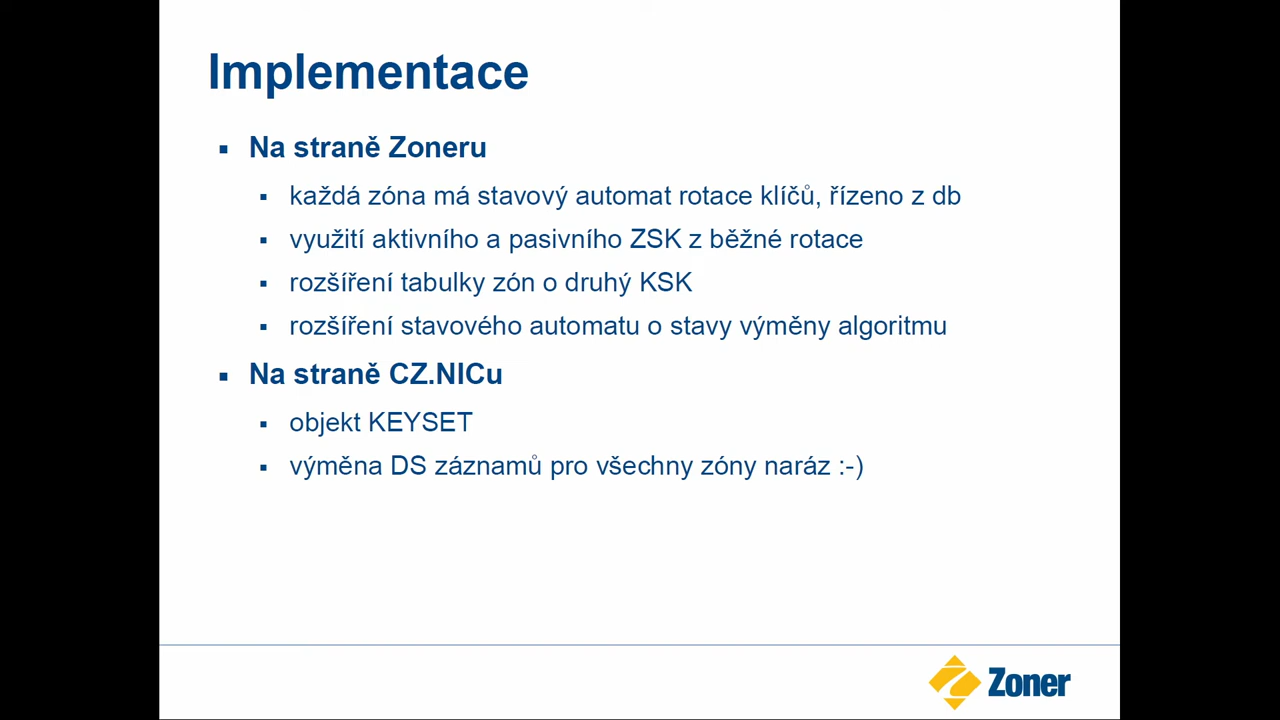 Implementace
Na straně Zoneru
každá zóna má stavový automat rotace klíčů, řízeno z db
využití aktivního a pasivního ZSK z běžné rotace
rozšíření tabulky zón o druhý KSK
rozšíření stavového automatu o stavy výměny algoritmu
Na straně CZ.NICu
objekt KEYSET
výměna DS záznamů pro všechny zóny naráz :-)
Zoner